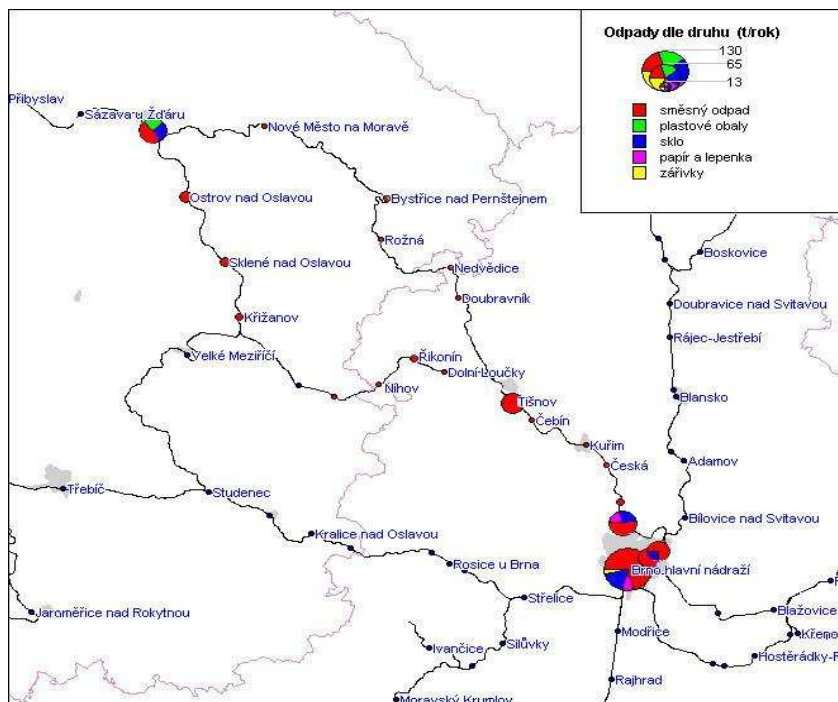 Odpady dle druhu (t/rok)
130
65
13
směsný odpad
plastové obaly
sklo
papír a lepenka
zářivky
Přibyslav
Sázava u Žďáru
Nové Město na Moravě
Ostrov nad Oslavou
Bystřice nad Pernštejnem
Rožná
Boskovice
Sklené nad Oslavou
Nedvědice
Doubravník
Doubravice nad Svitavou
Křižanov
Rájec-Jestřebí
Velké Meziříčí
Říkonín
Dolní Loučky
Níhov
Blansko
Tišnov
Čebín
Kuřim
Česká
Adamov
Třebíč
Studenec
Bílovice nad Svitavou
Kralice nad Oslavou
Rosice u Brna
Brno.hlavní nádraží
Střelice
Blažovice
Jaroměřice nad Rokytnou
Modřice
Křeno
Silůvky
Ivančice
Hostěrádky-R
Rajhrad
Moravský Krumlov